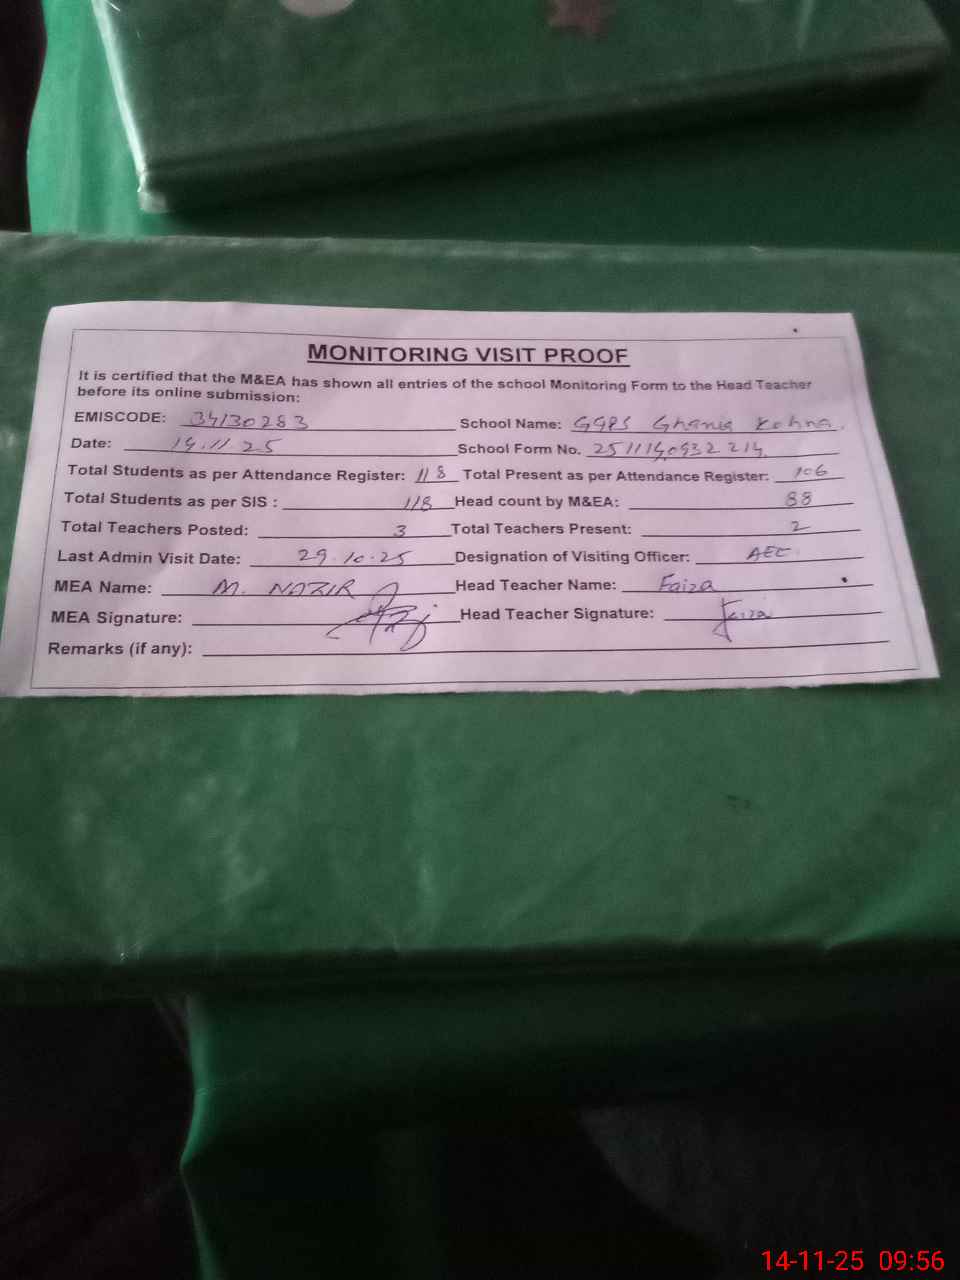 MONITORING VISIT PROOF
It is certified that the M&EA has shown all entries of the school Monitoring Form to the Head Teacher
before its online submission:
EMISCODE: 34130283 School Name: GGPS Ghania Kohna.
Date: 14.11.25 School Form No. 2511140932214
Total Students as per Attendance Register: 118 Total Present as per Attendance Register: 106
Total Students as per SIS : 118 Head count by M&EA: 88
Total Teachers Posted: 3 Total Teachers Present: 2
Last Admin Visit Date: 29.10.25 Designation of Visiting Officer: AEC
MEA Name: M. NAZIR Head Teacher Name: Faiza
MEA Signature: Head Teacher Signature: Faiza
Remarks (if any):
14-11-25 09:56